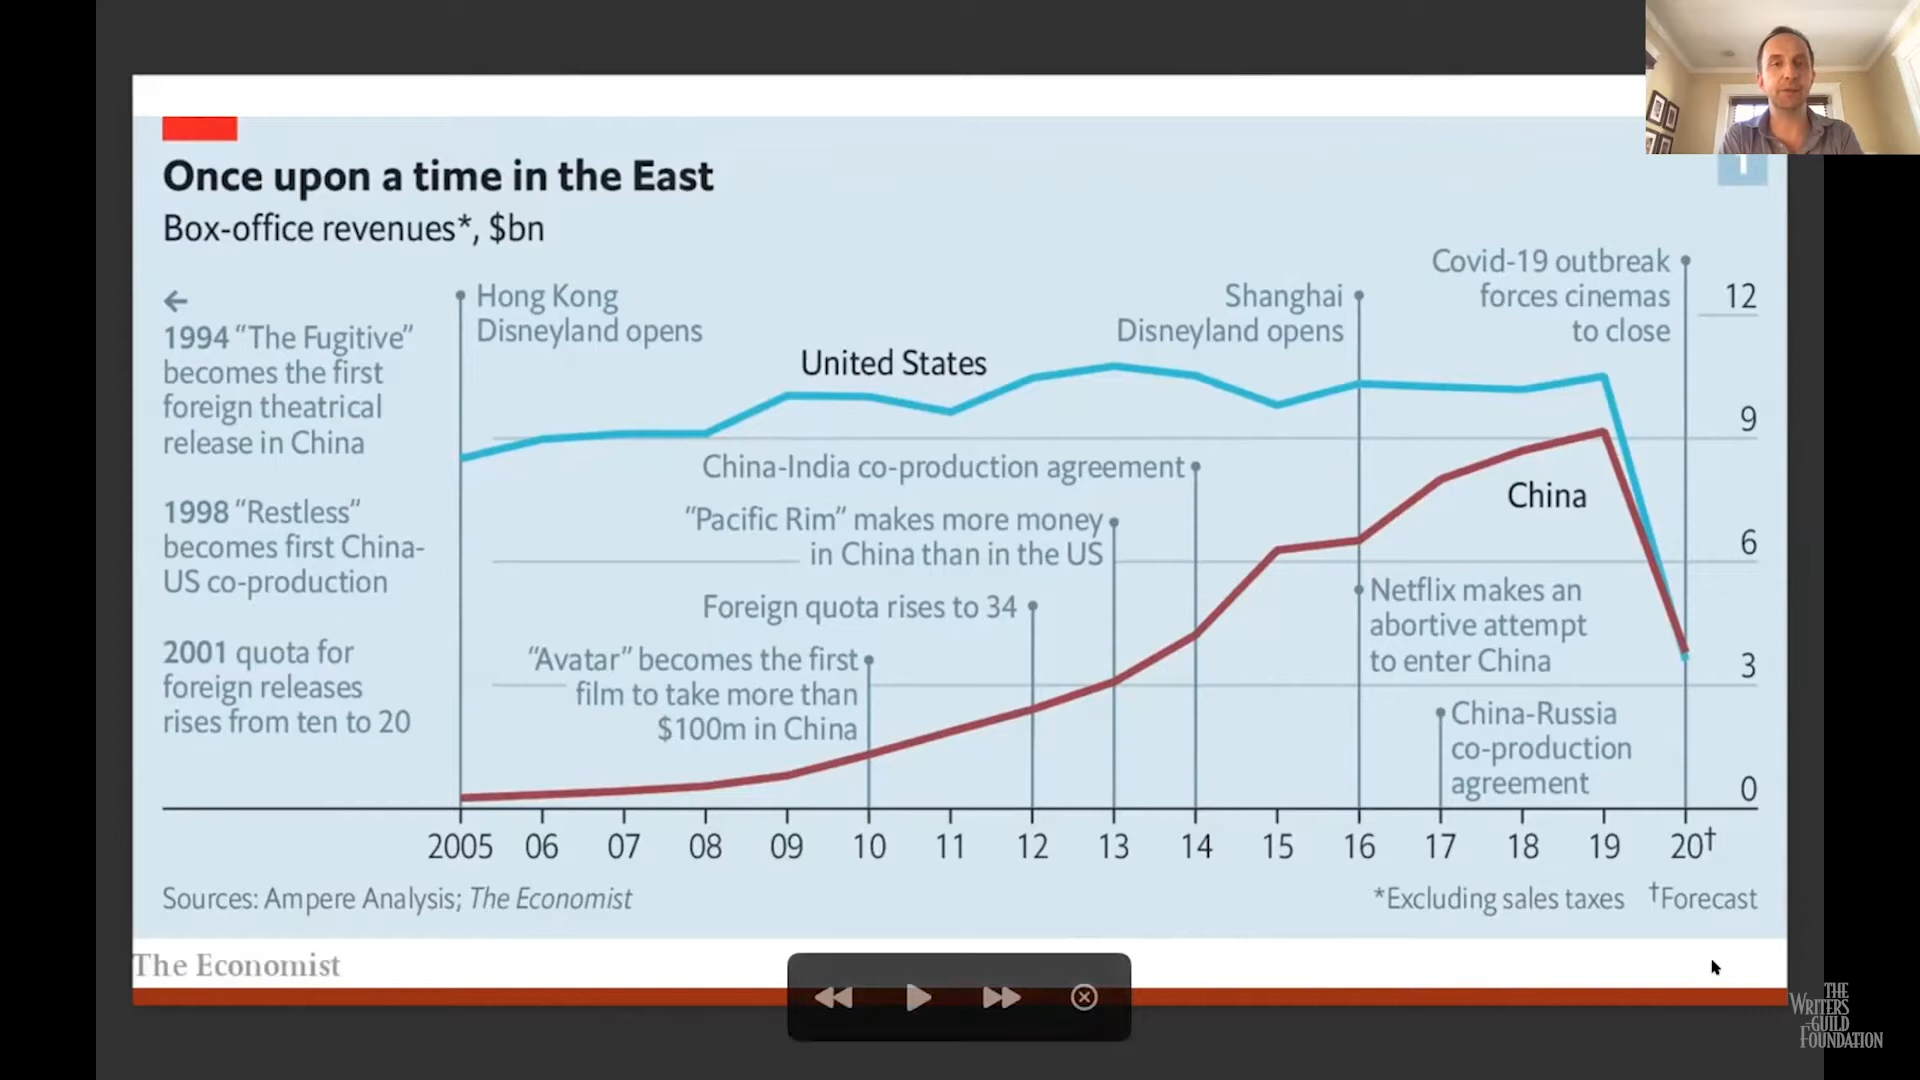 Once upon a time in the East
Box-office revenues*, $bn
←
1994 “The Fugitive”
becomes the first
foreign theatrical
release in China
1998 “Restless”
becomes first China-
US co-production
2001 quota for
foreign releases
rises from ten to 20
Hong Kong
Disneyland opens
United States
Shanghai
Disneyland opens
Covid-19 outbreak
forces cinemas
to close
China-India co-production agreement
“Pacific Rim” makes more money
in China than in the US
Foreign quota rises to 34
“Avatar” becomes the first
film to take more than
$100m in China
China
Netflix makes an
abortive attempt
to enter China
China-Russia
co-production
agreement
12
9
6
3
0
2005 06 07 08 09 10 11 12 13 14 15 16 17 18 19 20†
Sources: Ampere Analysis; The Economist
*Excluding sales taxes †Forecast
The Economist
THE
WRITERS
GUILD
FOUNDATION